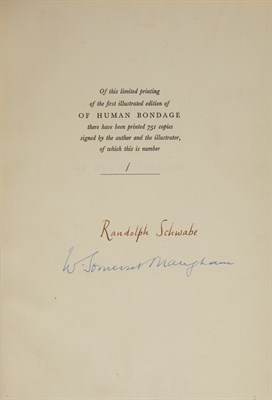 Of this limited printing
of the first illustrated edition of
OF HUMAN BONDAGE
there have been printed 751 copies
signed by the author and the illustrator,
of which this is number
1
Randolph Schwabe
W. Somerset Maugham